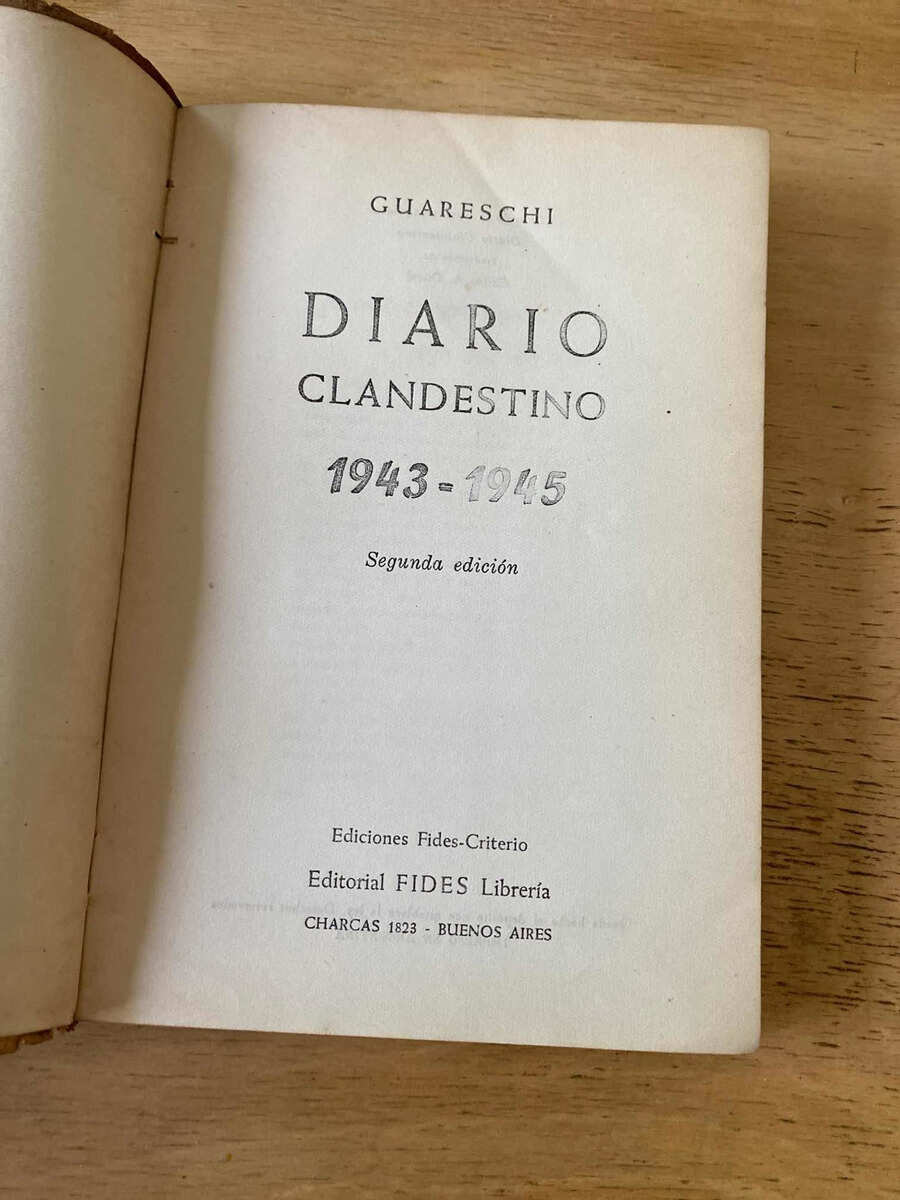 GUARESCHI
DIARIO
CLANDESTINO
1943 - 1945
Segunda edición
Ediciones Fides-Criterio
Editorial FIDES Librería
CHARCAS 1823 - BUENOS AIRES